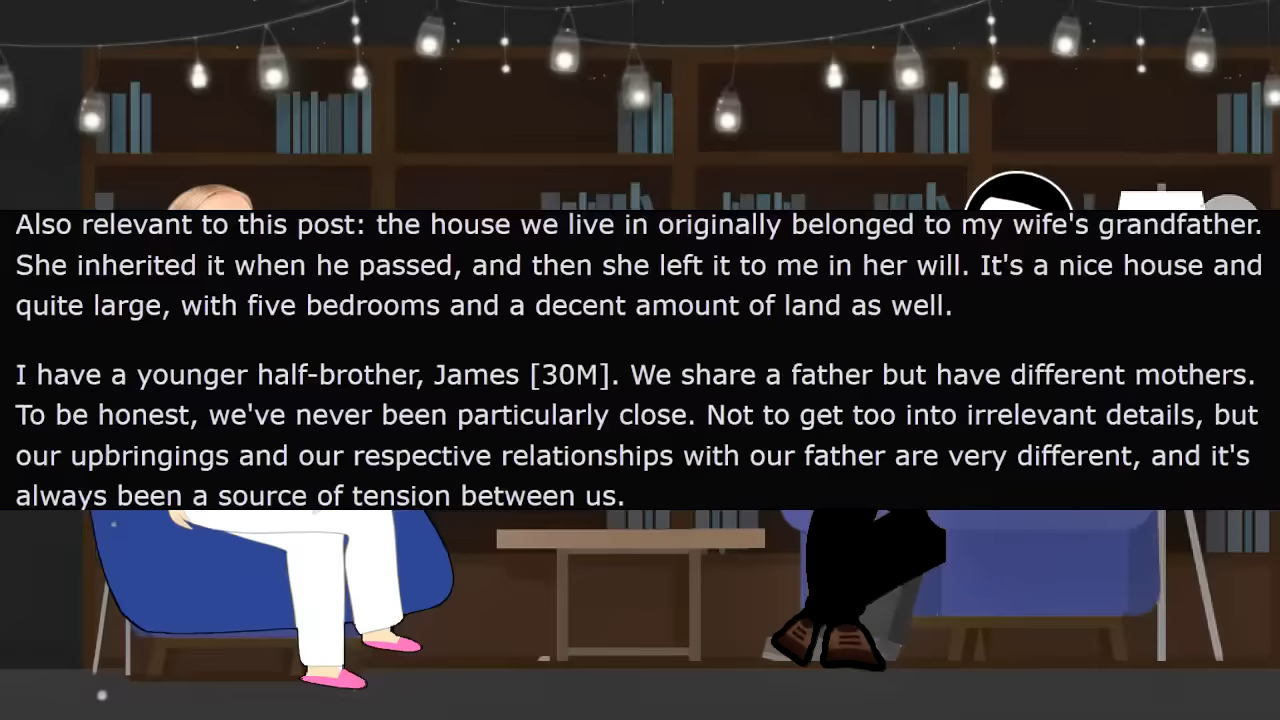 Also relevant to this post: the house we live in originally belonged to my wife's grandfather.
She inherited it when he passed, and then she left it to me in her will. It's a nice house and
quite large, with five bedrooms and a decent amount of land as well.
I have a younger half-brother, James [30M]. We share a father but have different mothers.
To be honest, we've never been particularly close. Not to get too into irrelevant details, but
our upbringings and our respective relationships with our father are very different, and it's
always been a source of tension between us.